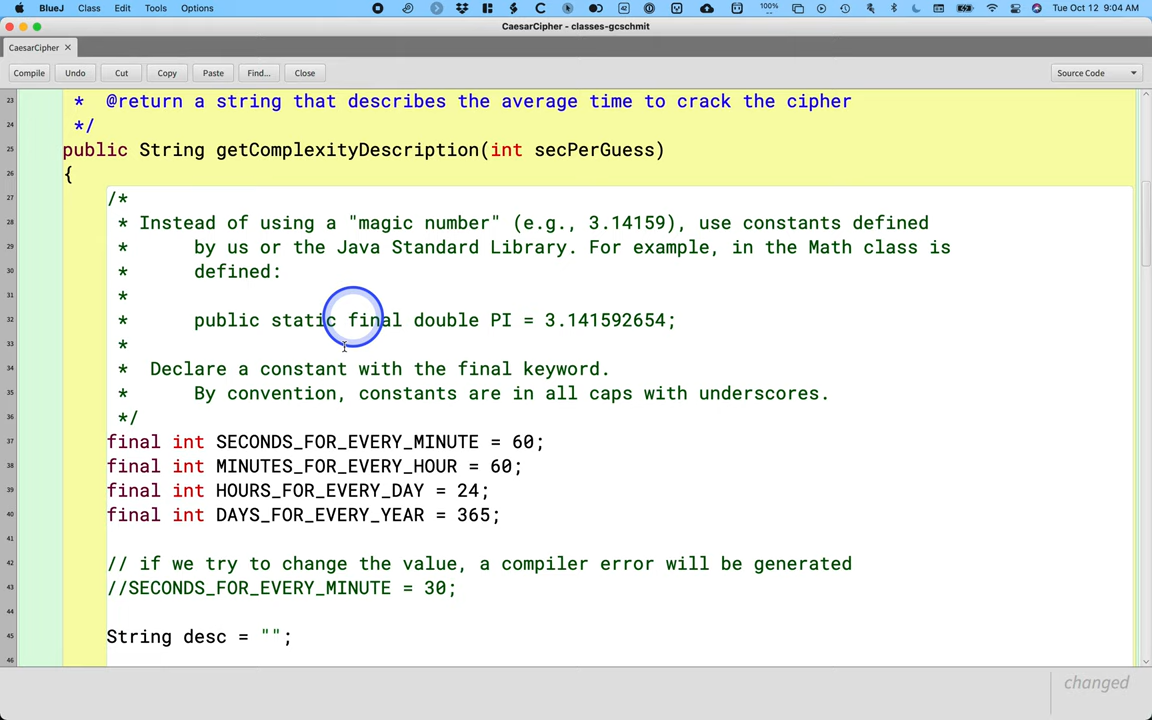 BlueJ Class Edit Tools Options 100% Tue Oct 12 9:04 AM
CaesarCipher - classes-gcschmit
CaesarCipher ×
Compile Undo Cut Copy Paste Find... Close Source Code
23 * @return a string that describes the average time to crack the cipher
24 */
25 public String getComplexityDescription(int secPerGuess)
26 {
27 /*
28 * Instead of using a "magic number" (e.g., 3.14159), use constants defined
29 * by us or the Java Standard Library. For example, in the Math class is
30 * defined:
31 *
32 * public static final double PI = 3.141592654;
33 *
34 * Declare a constant with the final keyword.
35 * By convention, constants are in all caps with underscores.
36 */
37 final int SECONDS_FOR_EVERY_MINUTE = 60;
38 final int MINUTES_FOR_EVERY_HOUR = 60;
39 final int HOURS_FOR_EVERY_DAY = 24;
40 final int DAYS_FOR_EVERY_YEAR = 365;
41
42 // if we try to change the value, a compiler error will be generated
43 //SECONDS_FOR_EVERY_MINUTE = 30;
44
45 String desc = "";
46
changed